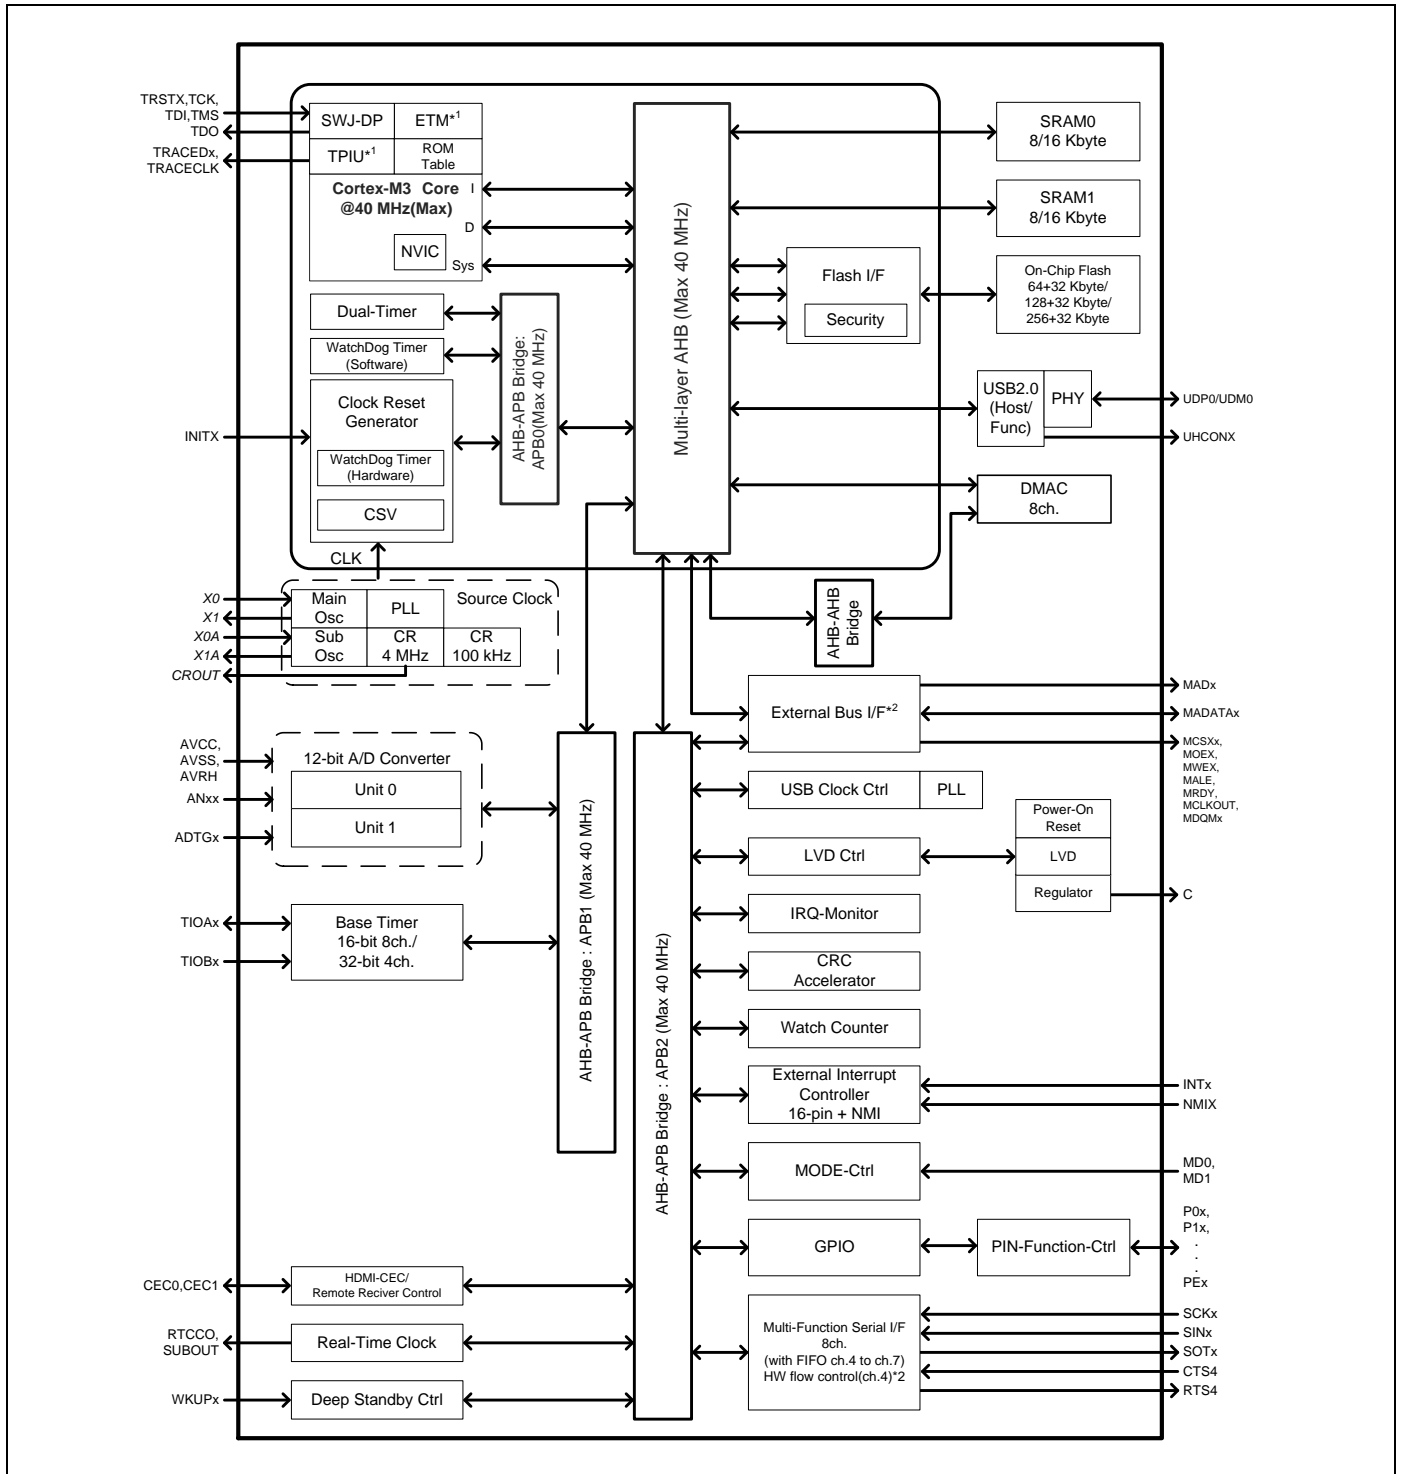 TRSTX,TCK,
TDI,TMS
TDO
TRACEDx,
TRACECLK
SWJ-DP
ETM*1
TPIU*1
ROM
Table
Cortex-M3 Core
@40 MHz(Max)
I
D
Sys
NVIC
Dual-Timer
WatchDog Timer
(Software)
Clock Reset
Generator
WatchDog Timer
(Hardware)
CSV
INITX
CLK
AHB-APB Bridge:
APB0(Max 40 MHz)
Multi-layer AHB (Max 40 MHz)
SRAM0
8/16 Kbyte
SRAM1
8/16 Kbyte
Flash I/F
Security
On-Chip Flash
64+32 Kbyte/
128+32 Kbyte/
256+32 Kbyte
USB2.0
(Host/
Func)
PHY
UDP0/UDM0
UHCONX
DMAC
8ch.
AHB-AHB
Bridge
X0
X1
X0A
X1A
CROUT
Main
Osc
PLL
Source Clock
Sub
Osc
CR
4 MHz
CR
100 kHz
AVCC,
AVSS,
AVRH
ANxx
ADTGx
12-bit A/D Converter
Unit 0
Unit 1
TIOAx
TIOBx
Base Timer
16-bit 8ch./
32-bit 4ch.
AHB-APB Bridge : APB1 (Max 40 MHz)
AHB-APB Bridge : APB2 (Max 40 MHz)
External Bus I/F*2
MADx
MADATAx
MCSXx,
MOEX,
MWEX,
MALE,
MRDY,
MCLKOUT,
MDQMx
USB Clock Ctrl
PLL
LVD Ctrl
Power-On
Reset
LVD
Regulator
C
IRQ-Monitor
CRC
Accelerator
Watch Counter
External Interrupt
Controller
16-pin + NMI
INTx
NMIX
MODE-Ctrl
MD0,
MD1
GPIO
PIN-Function-Ctrl
P0x,
P1x,
.
.
.
PEx
CEC0,CEC1
HDMI-CEC/
Remote Reciver Control
RTCCO,
SUBOUT
Real-Time Clock
WKUPx
Deep Standby Ctrl
Multi-Function Serial I/F
8ch.
(with FIFO ch.4 to ch.7)
HW flow control(ch.4)*2
SCKx
SINx
SOTx
CTS4
RTS4